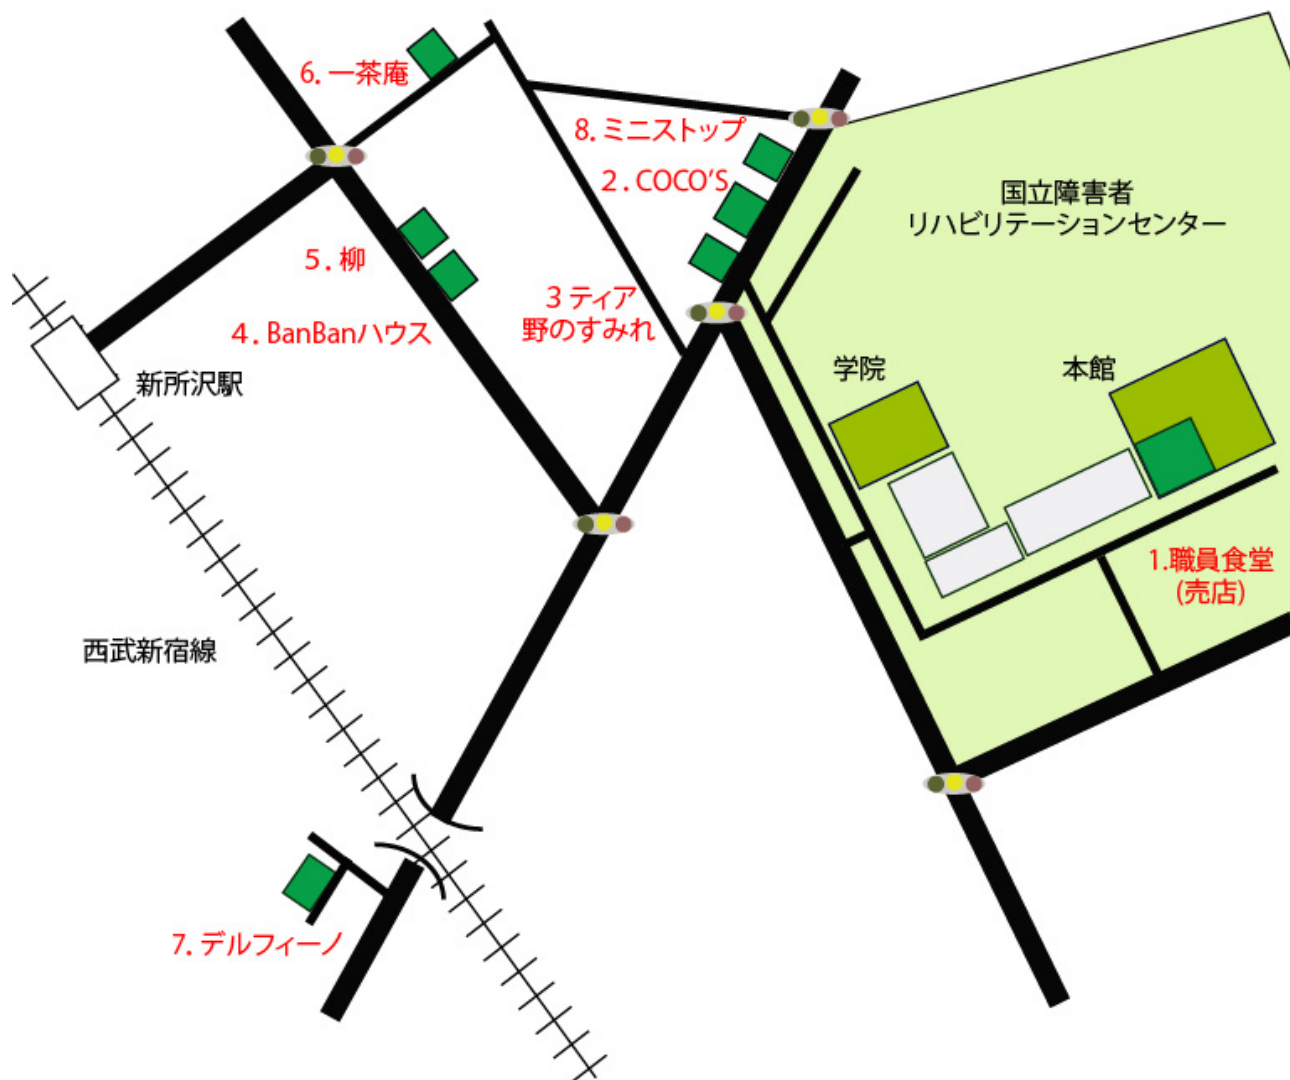 6. 一茶庵
8. ミニストップ
2. COCO'S
国立障害者
リハビリテーションセンター
5. 柳
3 ティア
野のすみれ
4. BanBanハウス
新所沢駅
学院
本館
1.職員食堂
(売店)
西武新宿線
7. デルフィーノ